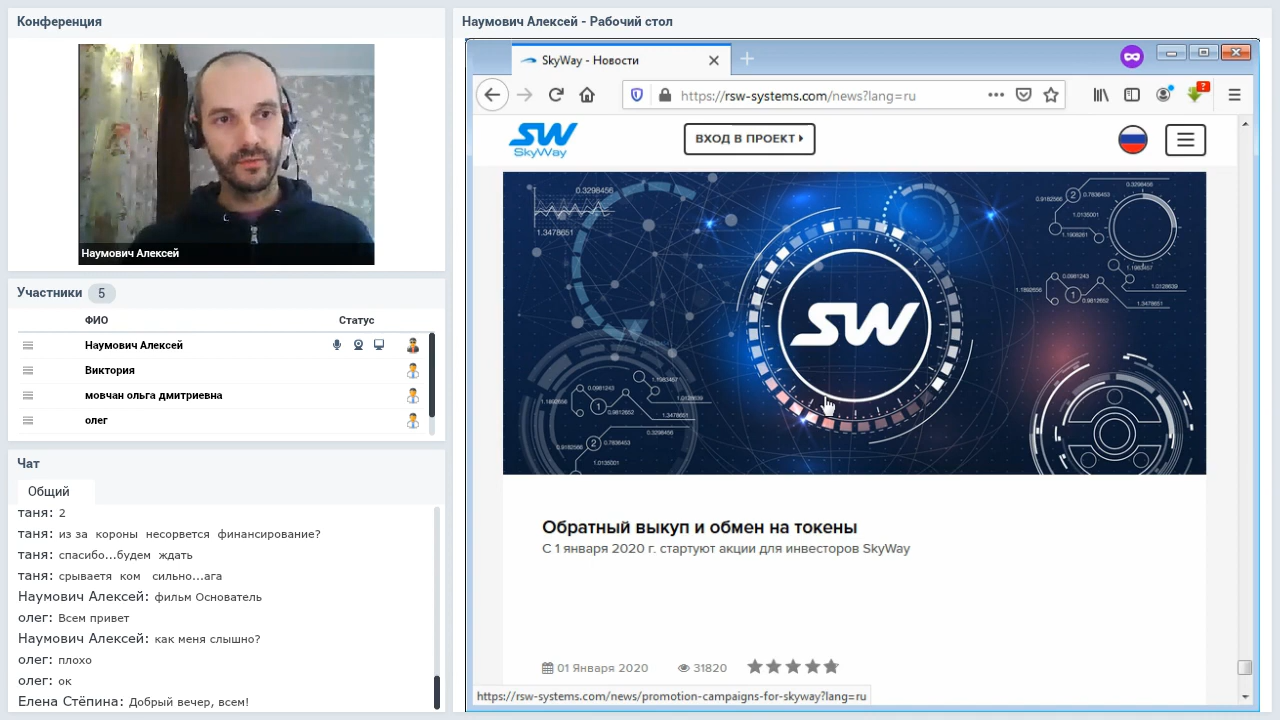 Конференция
Наумович Алексей
Участники 5
ФИО Статус
Наумович Алексей
Виктория
мовчан ольга дмитриевна
олег
Чат
Общий
таня: 2
таня: из за короны несорвется финансирование?
таня: спасибо...будем ждать
таня: срываетя ком сильно...ага
Наумович Алексей: фильм Основатель
олег: Всем привет
Наумович Алексей: как меня слышно?
олег: плохо
олег: ок
Елена Стёпина: Добрый вечер, всем!
Наумович Алексей - Рабочий стол
SkyWay - Новости
https://rsw-systems.com/news?lang=ru
SW
SkyWay
ВХОД В ПРОЕКТ
0.3298456
1.3478651
SW
Обратный выкуп и обмен на токены
С 1 января 2020 г. стартуют акции для инвесторов SkyWay
01 Января 2020 31820
https://rsw-systems.com/news/promotion-campaigns-for-skyway?lang=ru